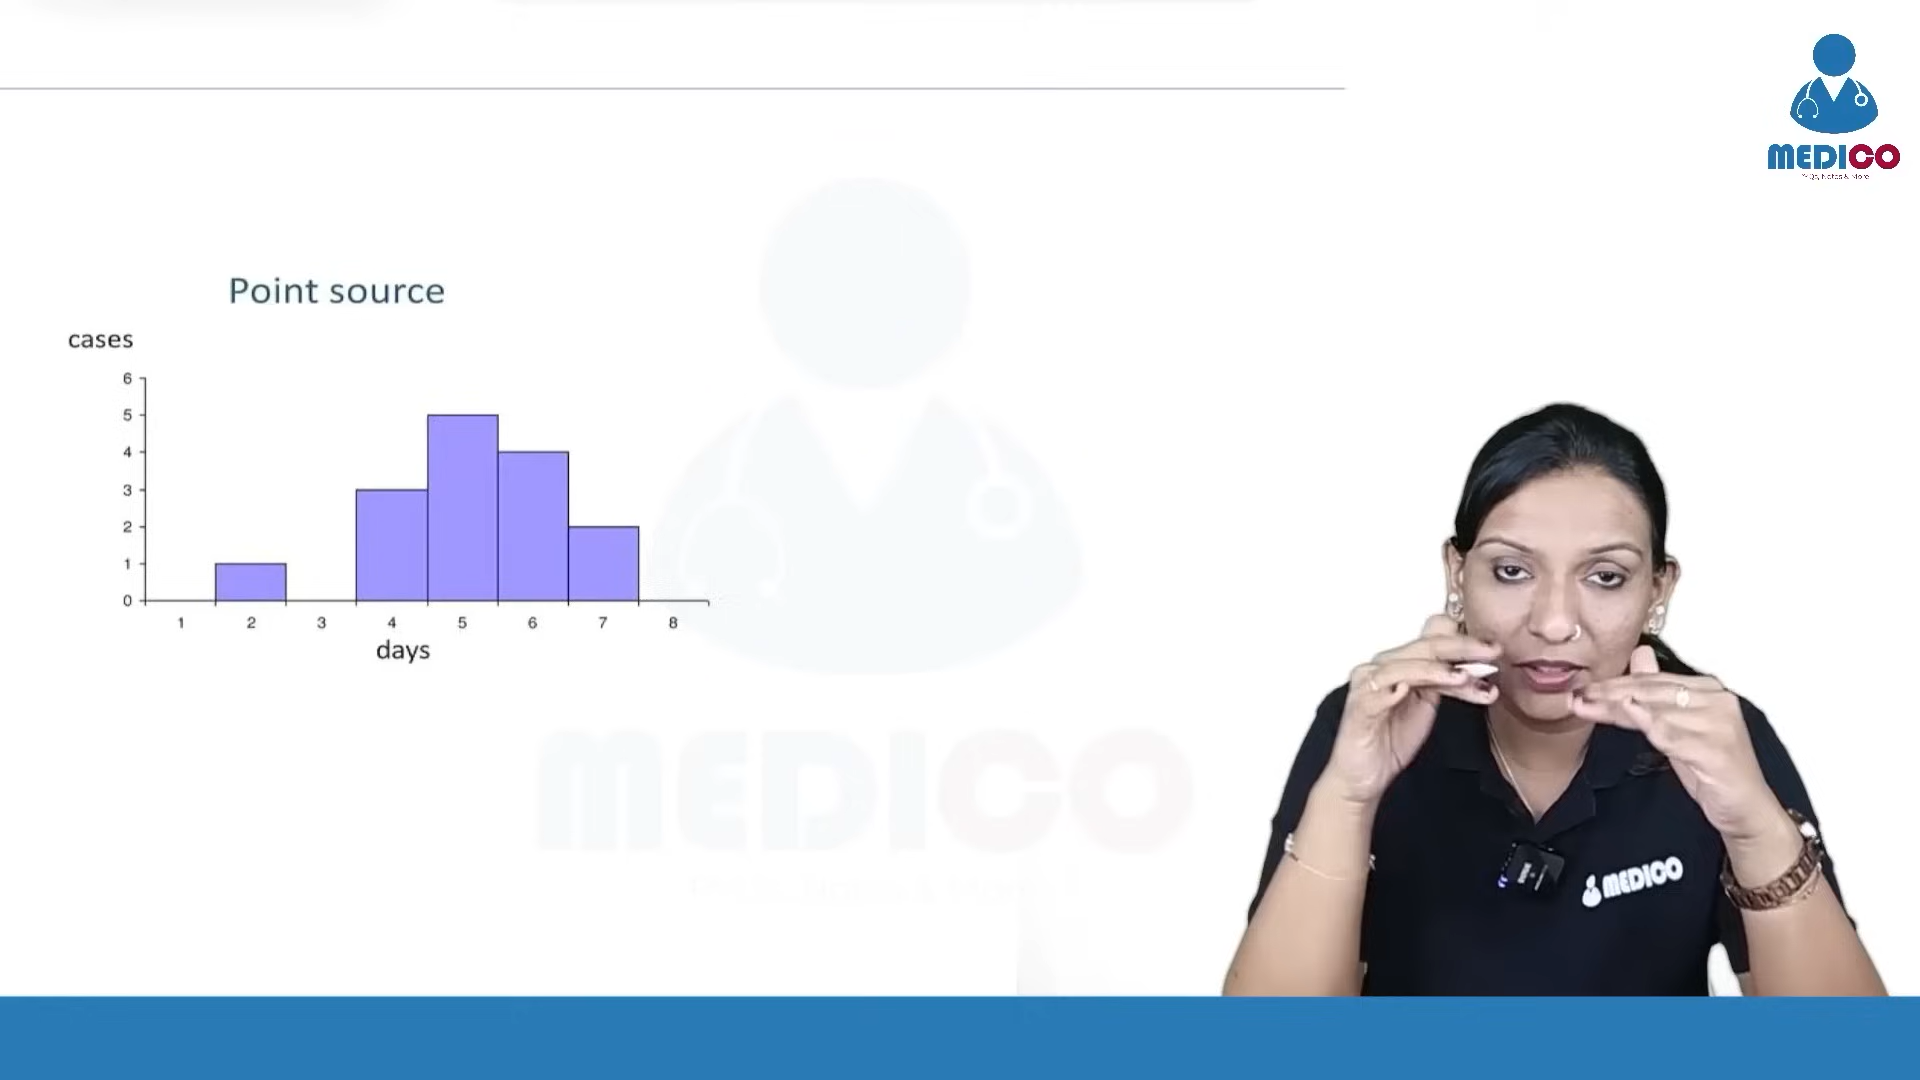 MEDICO
Point source
cases
6
5
4
3
2
1
0
1 2 3 4 5 6 7 8
days
MEDICO
MEDICO